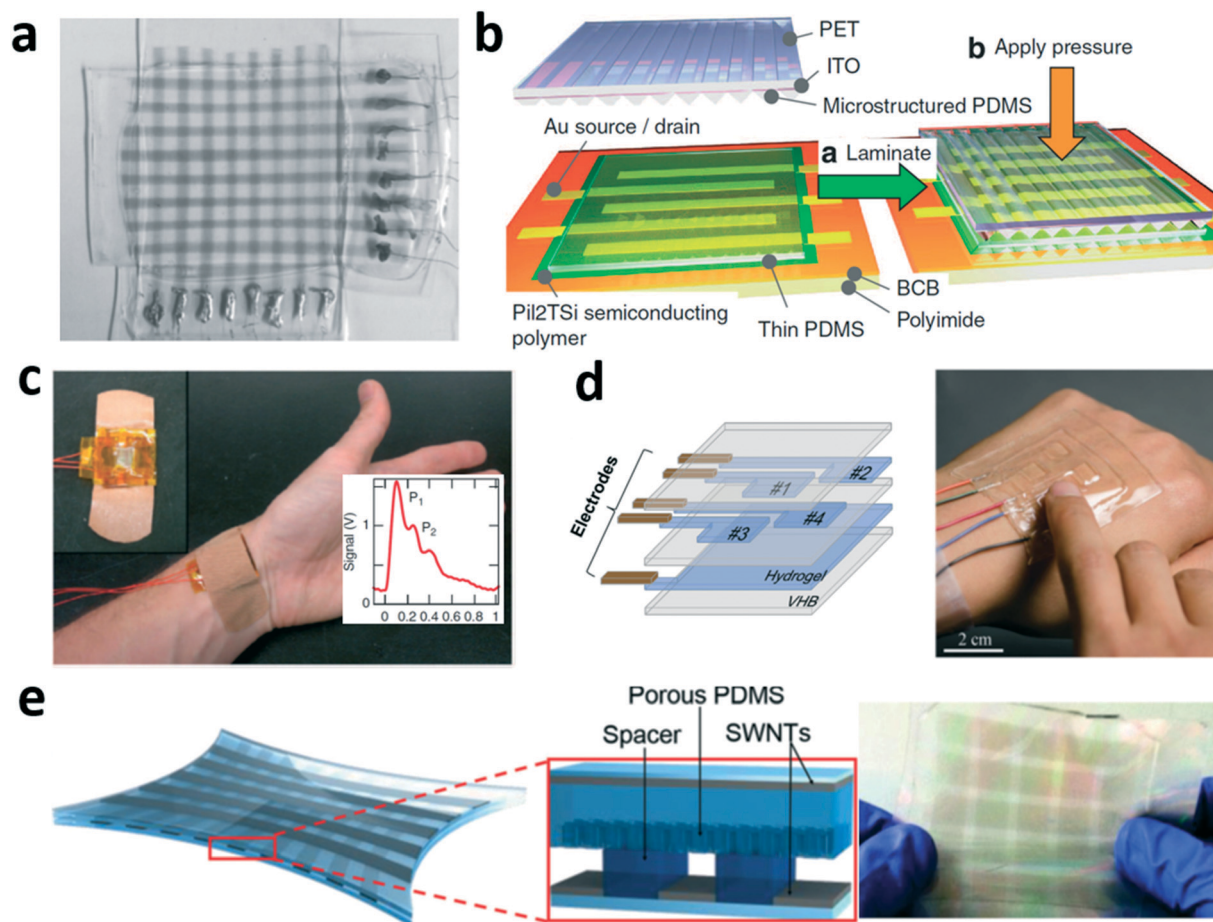 a
b
PET
ITO
Microstructured PDMS
Au source / drain
b Apply pressure
a Laminate
BCB
Polyimide
Thin PDMS
PiI2TSi semiconducting
polymer
c
Signal (V)
1
0
P1
P2
0 0.2 0.4 0.6 0.8 1
d
Electrodes
#1
#2
#3
#4
Hydrogel
VHB
2 cm
e
Porous PDMS
Spacer
SWNTs